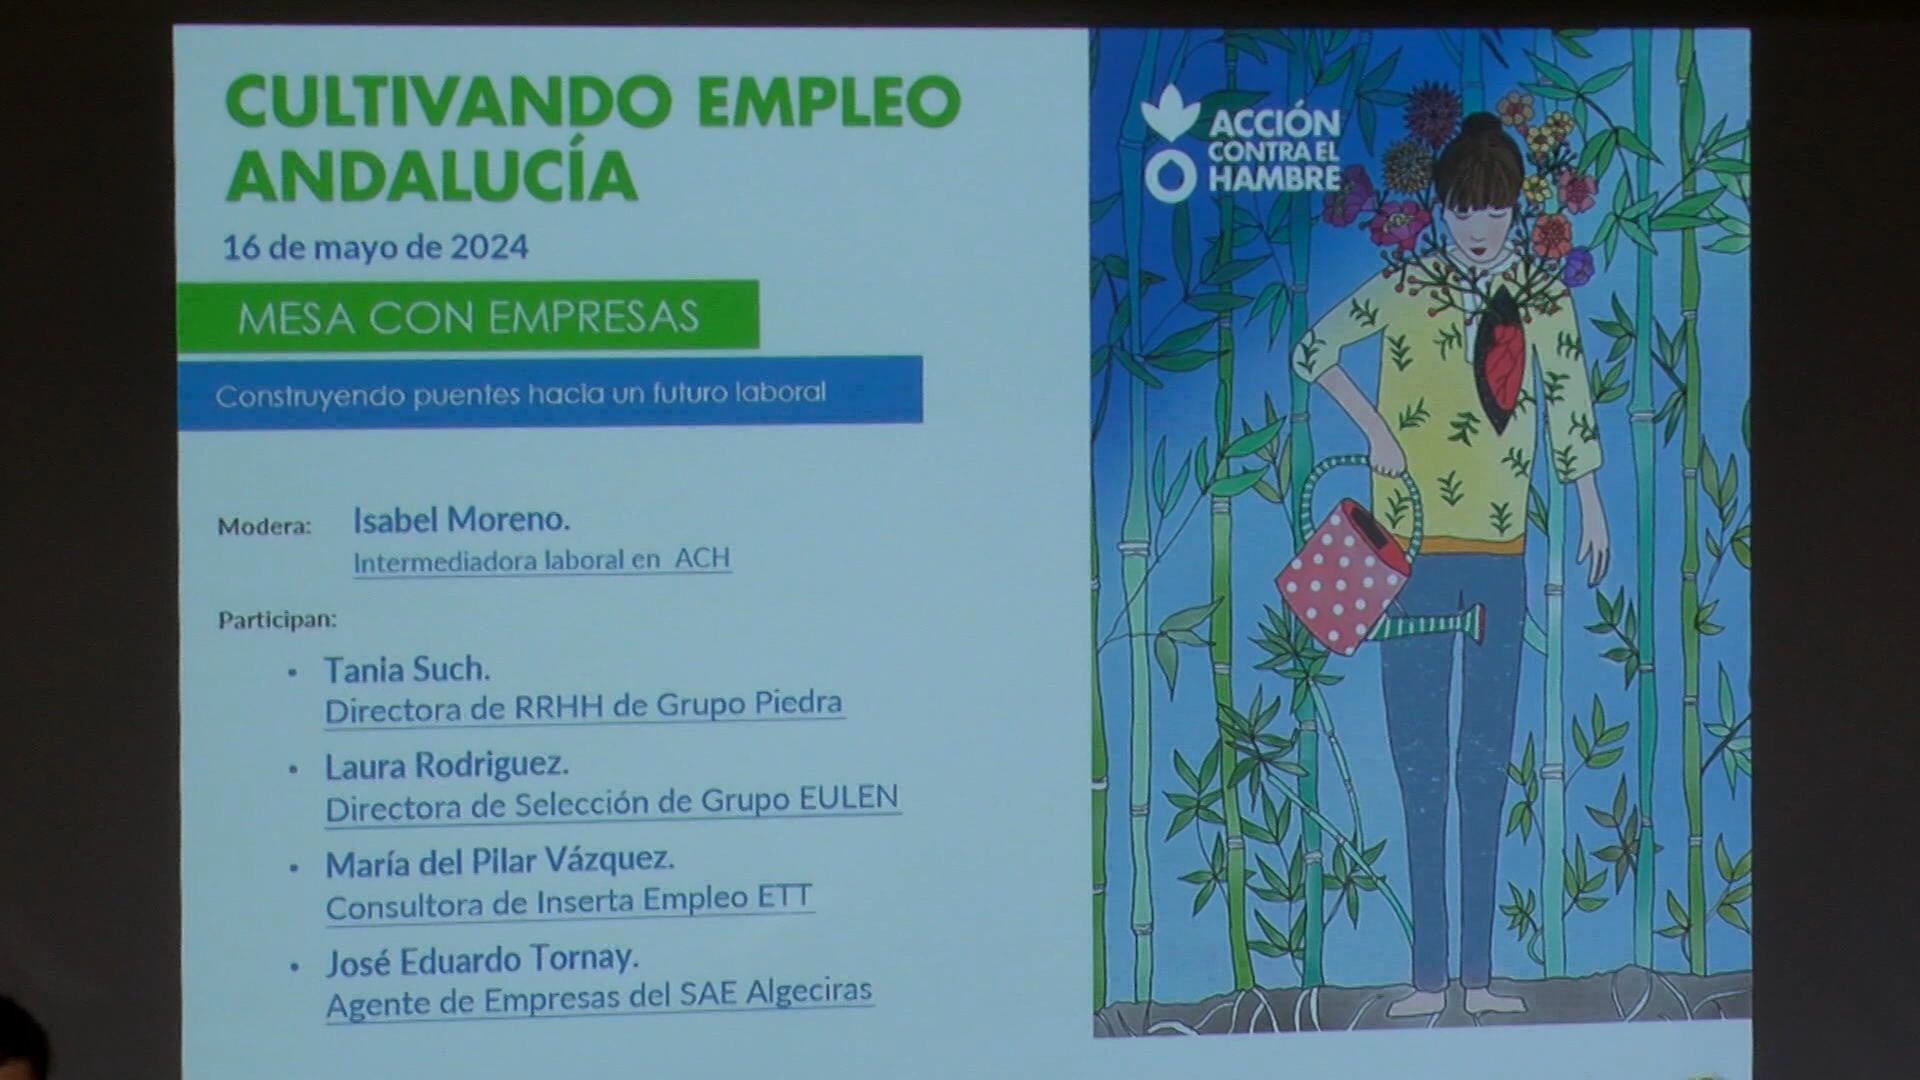 CULTIVANDO EMPLEO
ANDALUCÍA
16 de mayo de 2024
MESA CON EMPRESAS
Construyendo puentes hacia un futuro laboral
Modera: Isabel Moreno.
Intermediadora laboral en ACH
Participan:
• Tania Such.
Directora de RRHH de Grupo Piedra
• Laura Rodriguez.
Directora de Selección de Grupo EULEN
• María del Pilar Vázquez.
Consultora de Inserta Empleo ETT
• José Eduardo Tornay.
Agente de Empresas del SAE Algeciras
ACCIÓN
CONTRA EL
HAMBRE